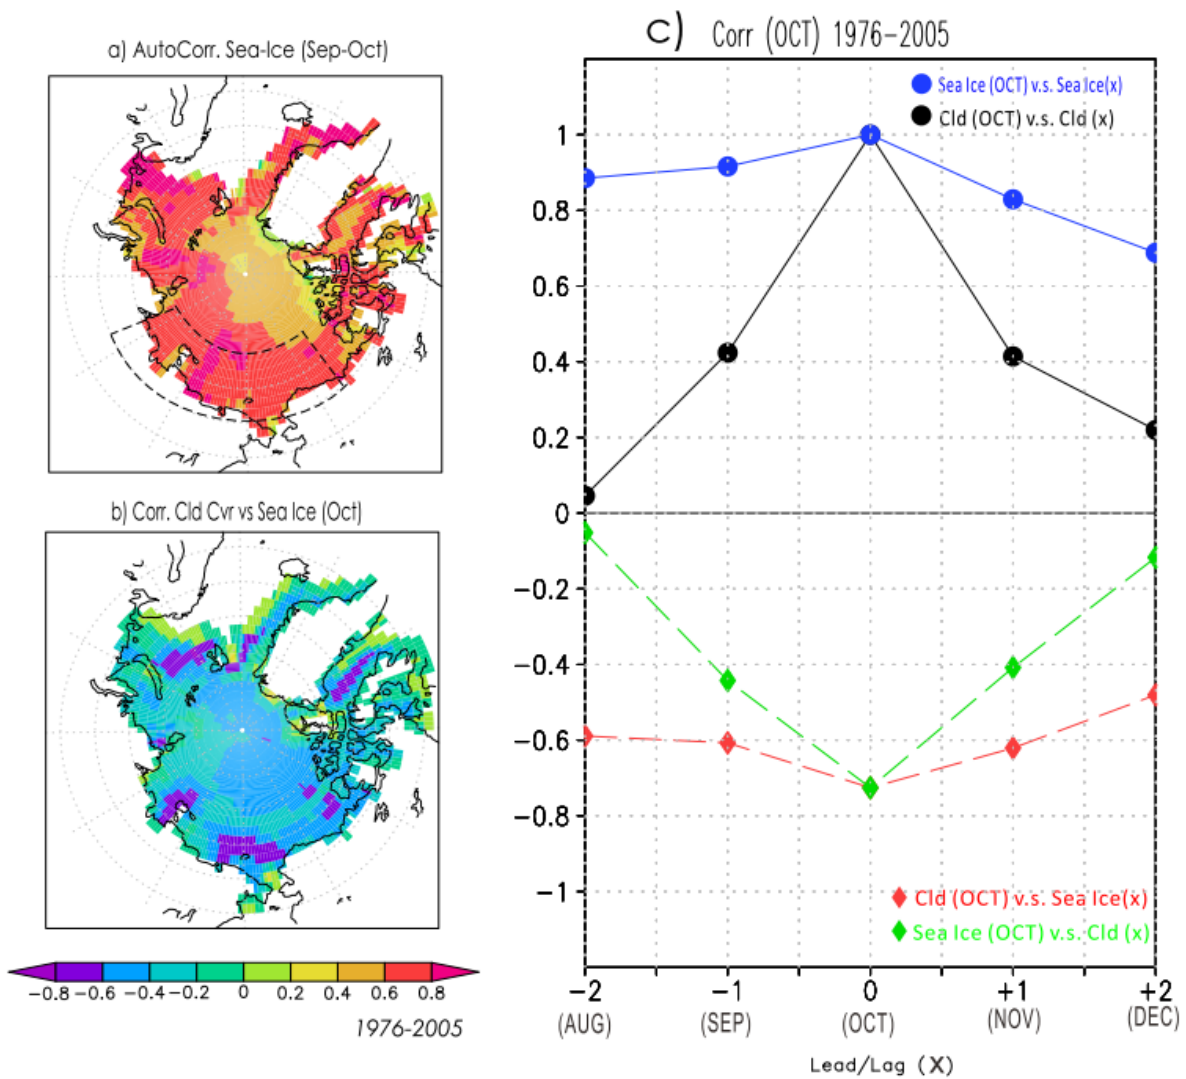 a) AutoCorr. Sea-Ice (Sep-Oct)
b) Corr. Cld Cvr vs Sea Ice (Oct)
-0.8 -0.6 -0.4 -0.2 0 0.2 0.4 0.6 0.8
1976-2005
c) Corr (OCT) 1976-2005
Sea Ice (OCT) v.s. Sea Ice(x)
Cld (OCT) v.s. Cld (x)
1
0.8
0.6
0.4
0.2
0
-0.2
-0.4
-0.6
-0.8
-1
Cld (OCT) v.s. Sea Ice(x)
Sea Ice (OCT) v.s. Cld (x)
-2 -1 0 +1 +2
(AUG) (SEP) (OCT) (NOV) (DEC)
Lead/Lag (X)